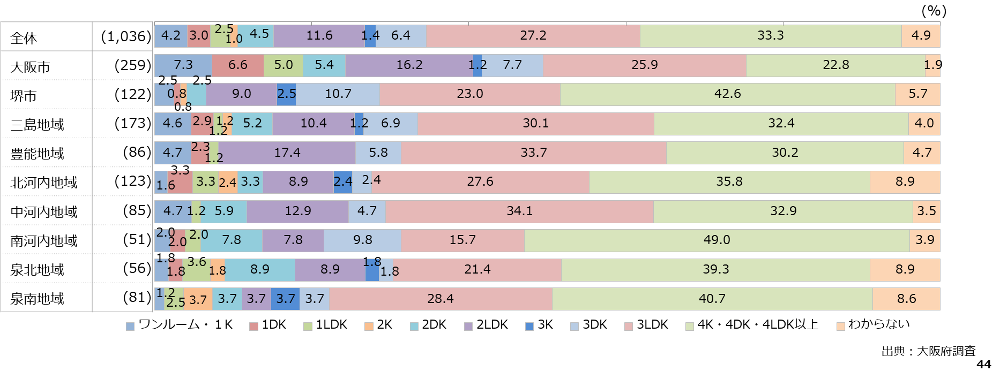 (%)
全体 (1,036) 4.2 3.0 2.5 1.0 4.5 11.6 1.4 6.4 27.2 33.3 4.9
大阪市 (259) 7.3 6.6 5.0 5.4 16.2 1.2 7.7 25.9 22.8 1.9
堺市 (122) 2.5 0.8 0.8 2.5 9.0 2.5 10.7 23.0 42.6 5.7
三島地域 (173) 4.6 2.9 1.2 1.2 5.2 10.4 1.2 6.9 30.1 32.4 4.0
豊能地域 (86) 4.7 2.3 1.2 17.4 5.8 33.7 30.2 4.7
北河内地域 (123) 1.6 3.3 3.3 2.4 3.3 8.9 2.4 2.4 27.6 35.8 8.9
中河内地域 (85) 4.7 1.2 5.9 12.9 4.7 34.1 32.9 3.5
南河内地域 (51) 2.0 2.0 2.0 7.8 7.8 9.8 15.7 49.0 3.9
泉北地域 (56) 1.8 1.8 3.6 1.8 8.9 8.9 1.8 1.8 21.4 39.3 8.9
泉南地域 (81) 1.2 2.5 3.7 3.7 3.7 3.7 3.7 28.4 40.7 8.6
ワンルーム・１K 1DK 1LDK 2K 2DK 2LDK 3K 3DK 3LDK 4K・4DK・4LDK以上 わからない
出典：大阪府調査
44